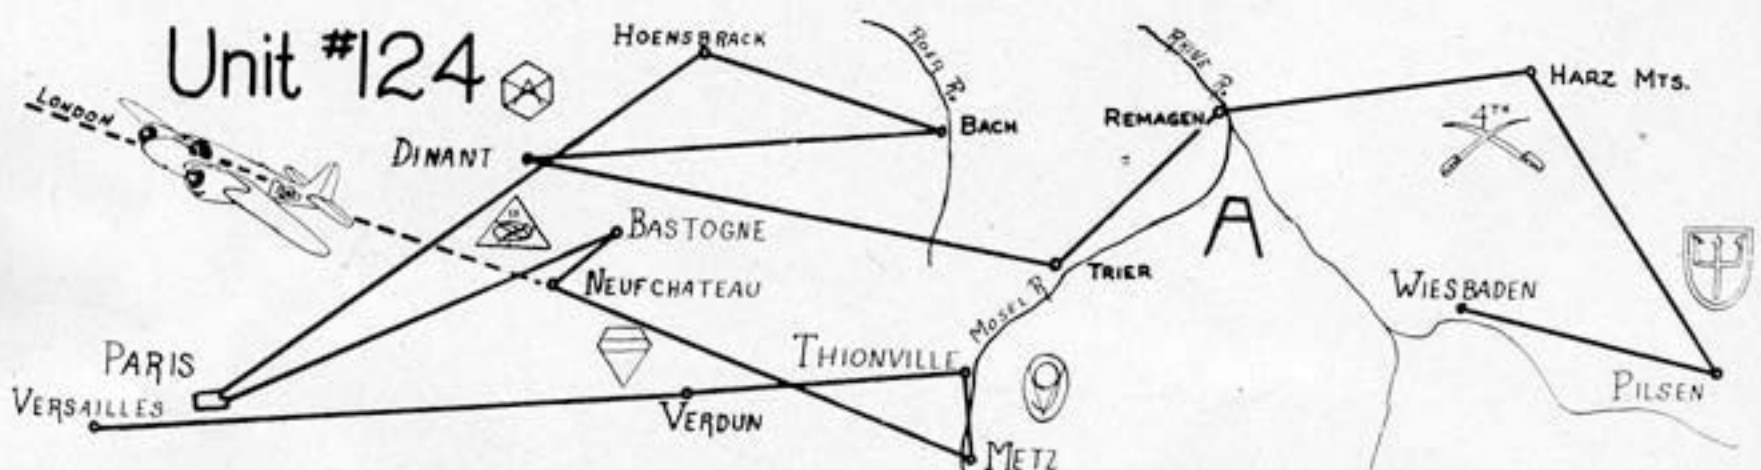 Unit #124
HOENSBRACK
ROER R.
RHINE R.
HARZ MTS.
LONDON
A
REMAGEN
4TH
BACH
DINANT
BASTOGNE
A
TRIER
NEUFCHATEAU
WIESBADEN
MOSEL R
PARIS
THIONVILLE
VERSAILLES
VERDUN
PILSEN
METZ